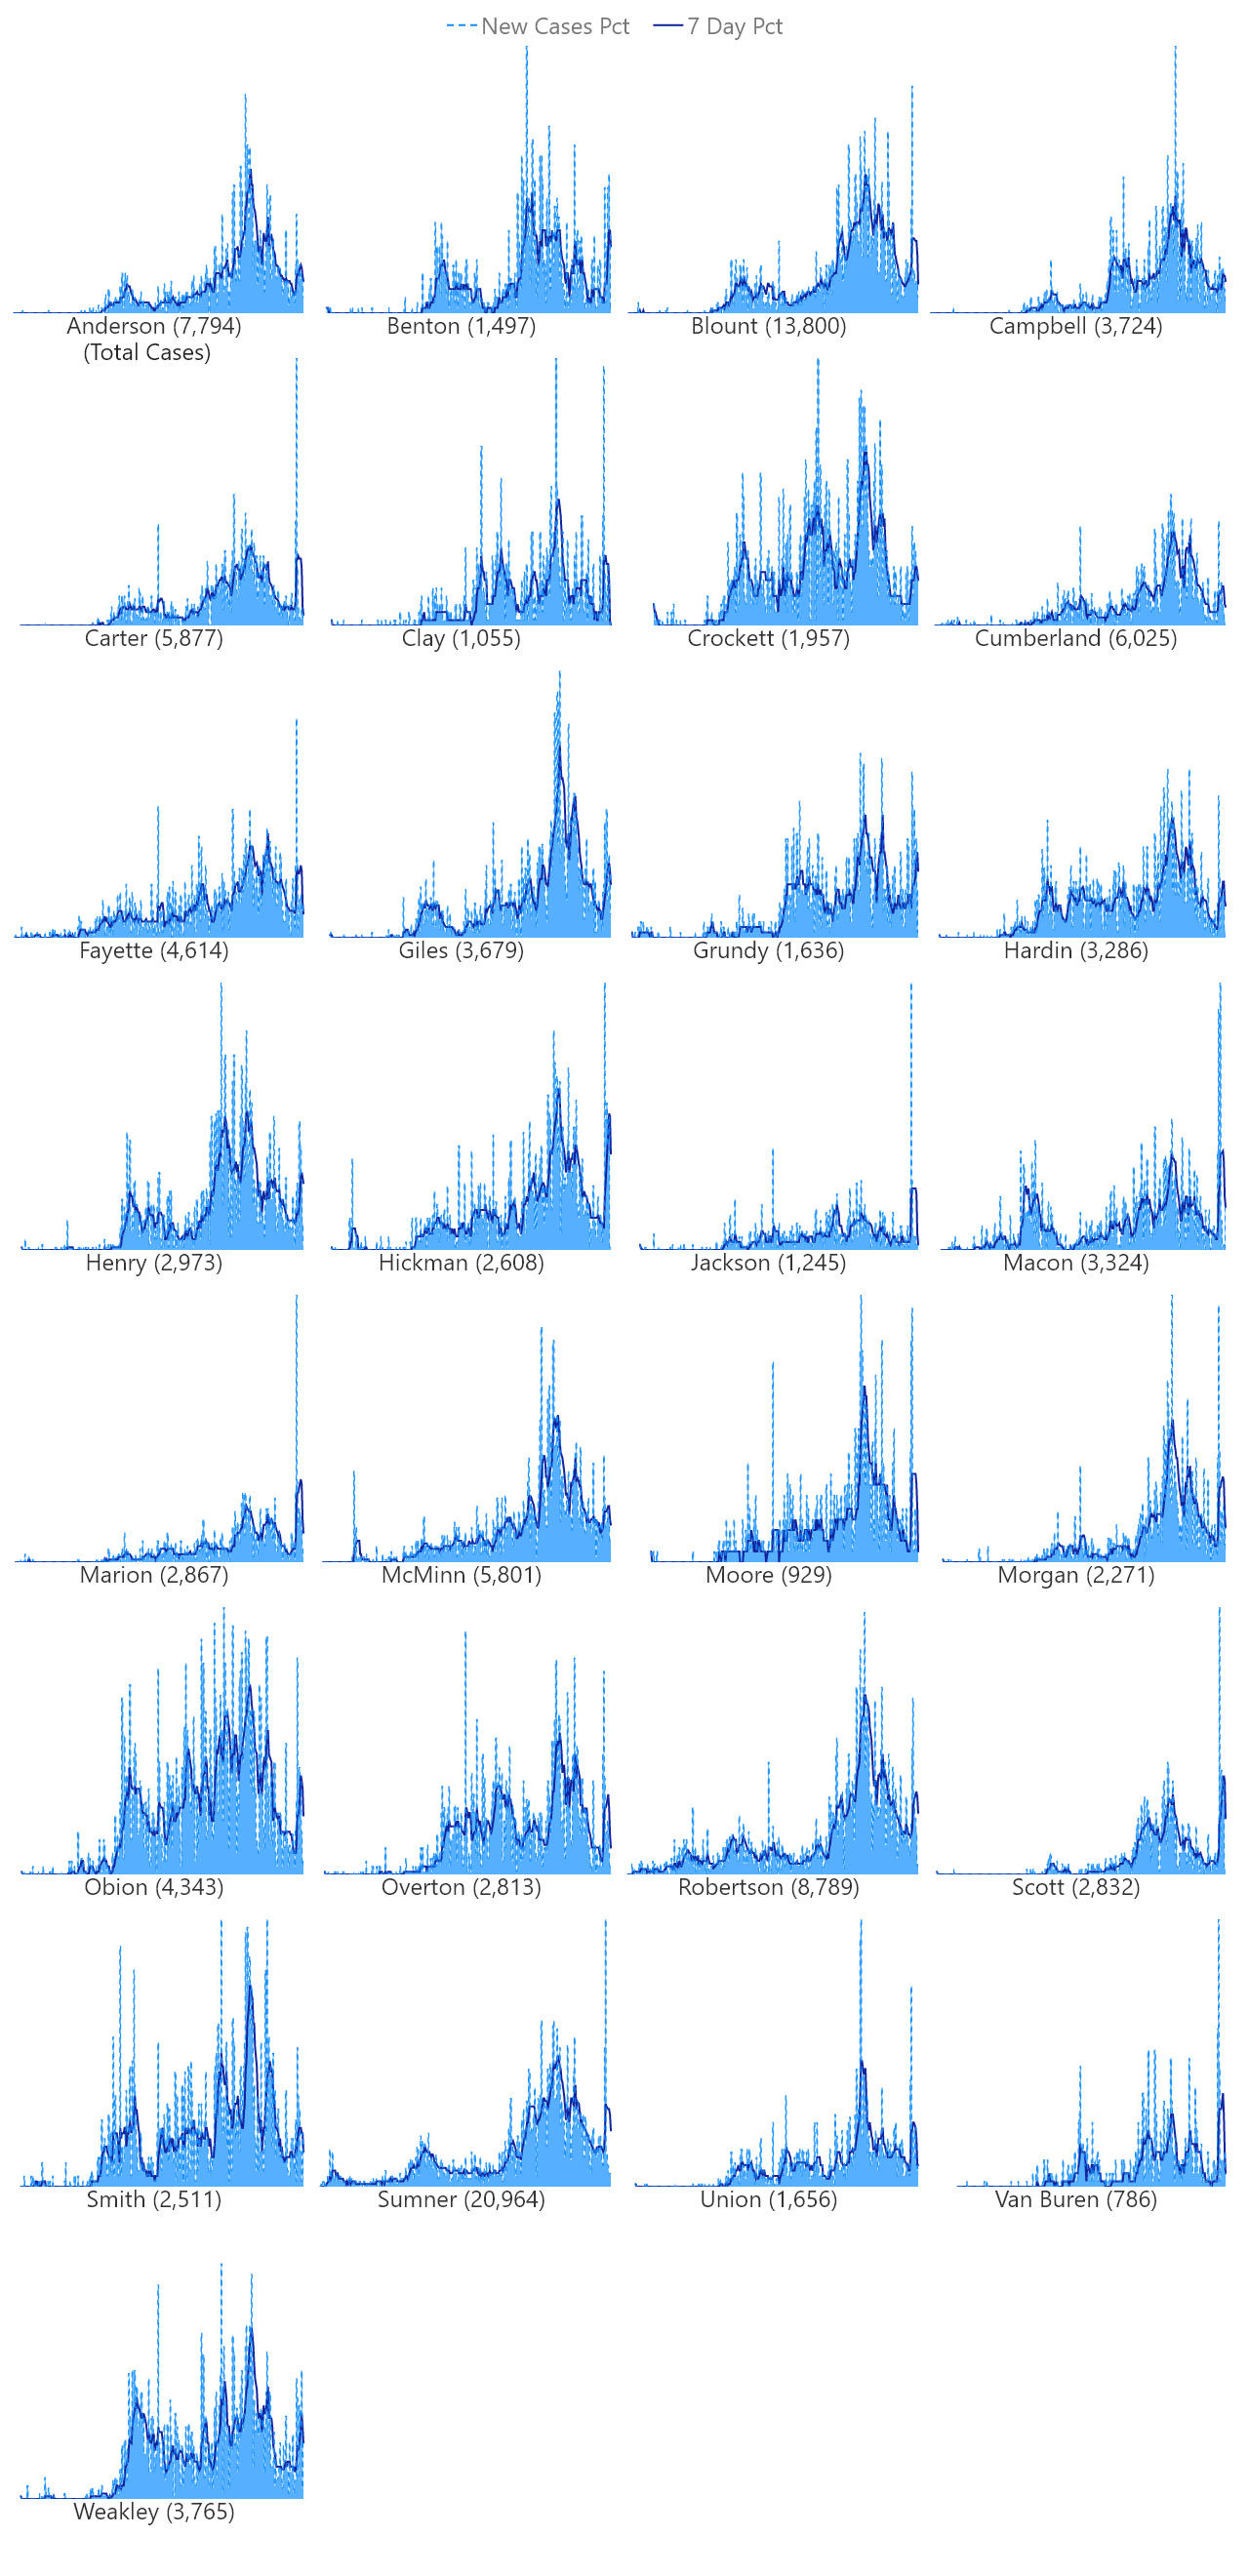 New Cases Pct 7 Day Pct
Anderson (7,794) Benton (1,497) Blount (13,800) Campbell (3,724)
(Total Cases)
Carter (5,877) Clay (1,055) Crockett (1,957) Cumberland (6,025)
Fayette (4,614) Giles (3,679) Grundy (1,636) Hardin (3,286)
Henry (2,973) Hickman (2,608) Jackson (1,245) Macon (3,324)
Marion (2,867) McMinn (5,801) Moore (929) Morgan (2,271)
Obion (4,343) Overton (2,813) Robertson (8,789) Scott (2,832)
Smith (2,511) Sumner (20,964) Union (1,656) Van Buren (786)
Weakley (3,765)